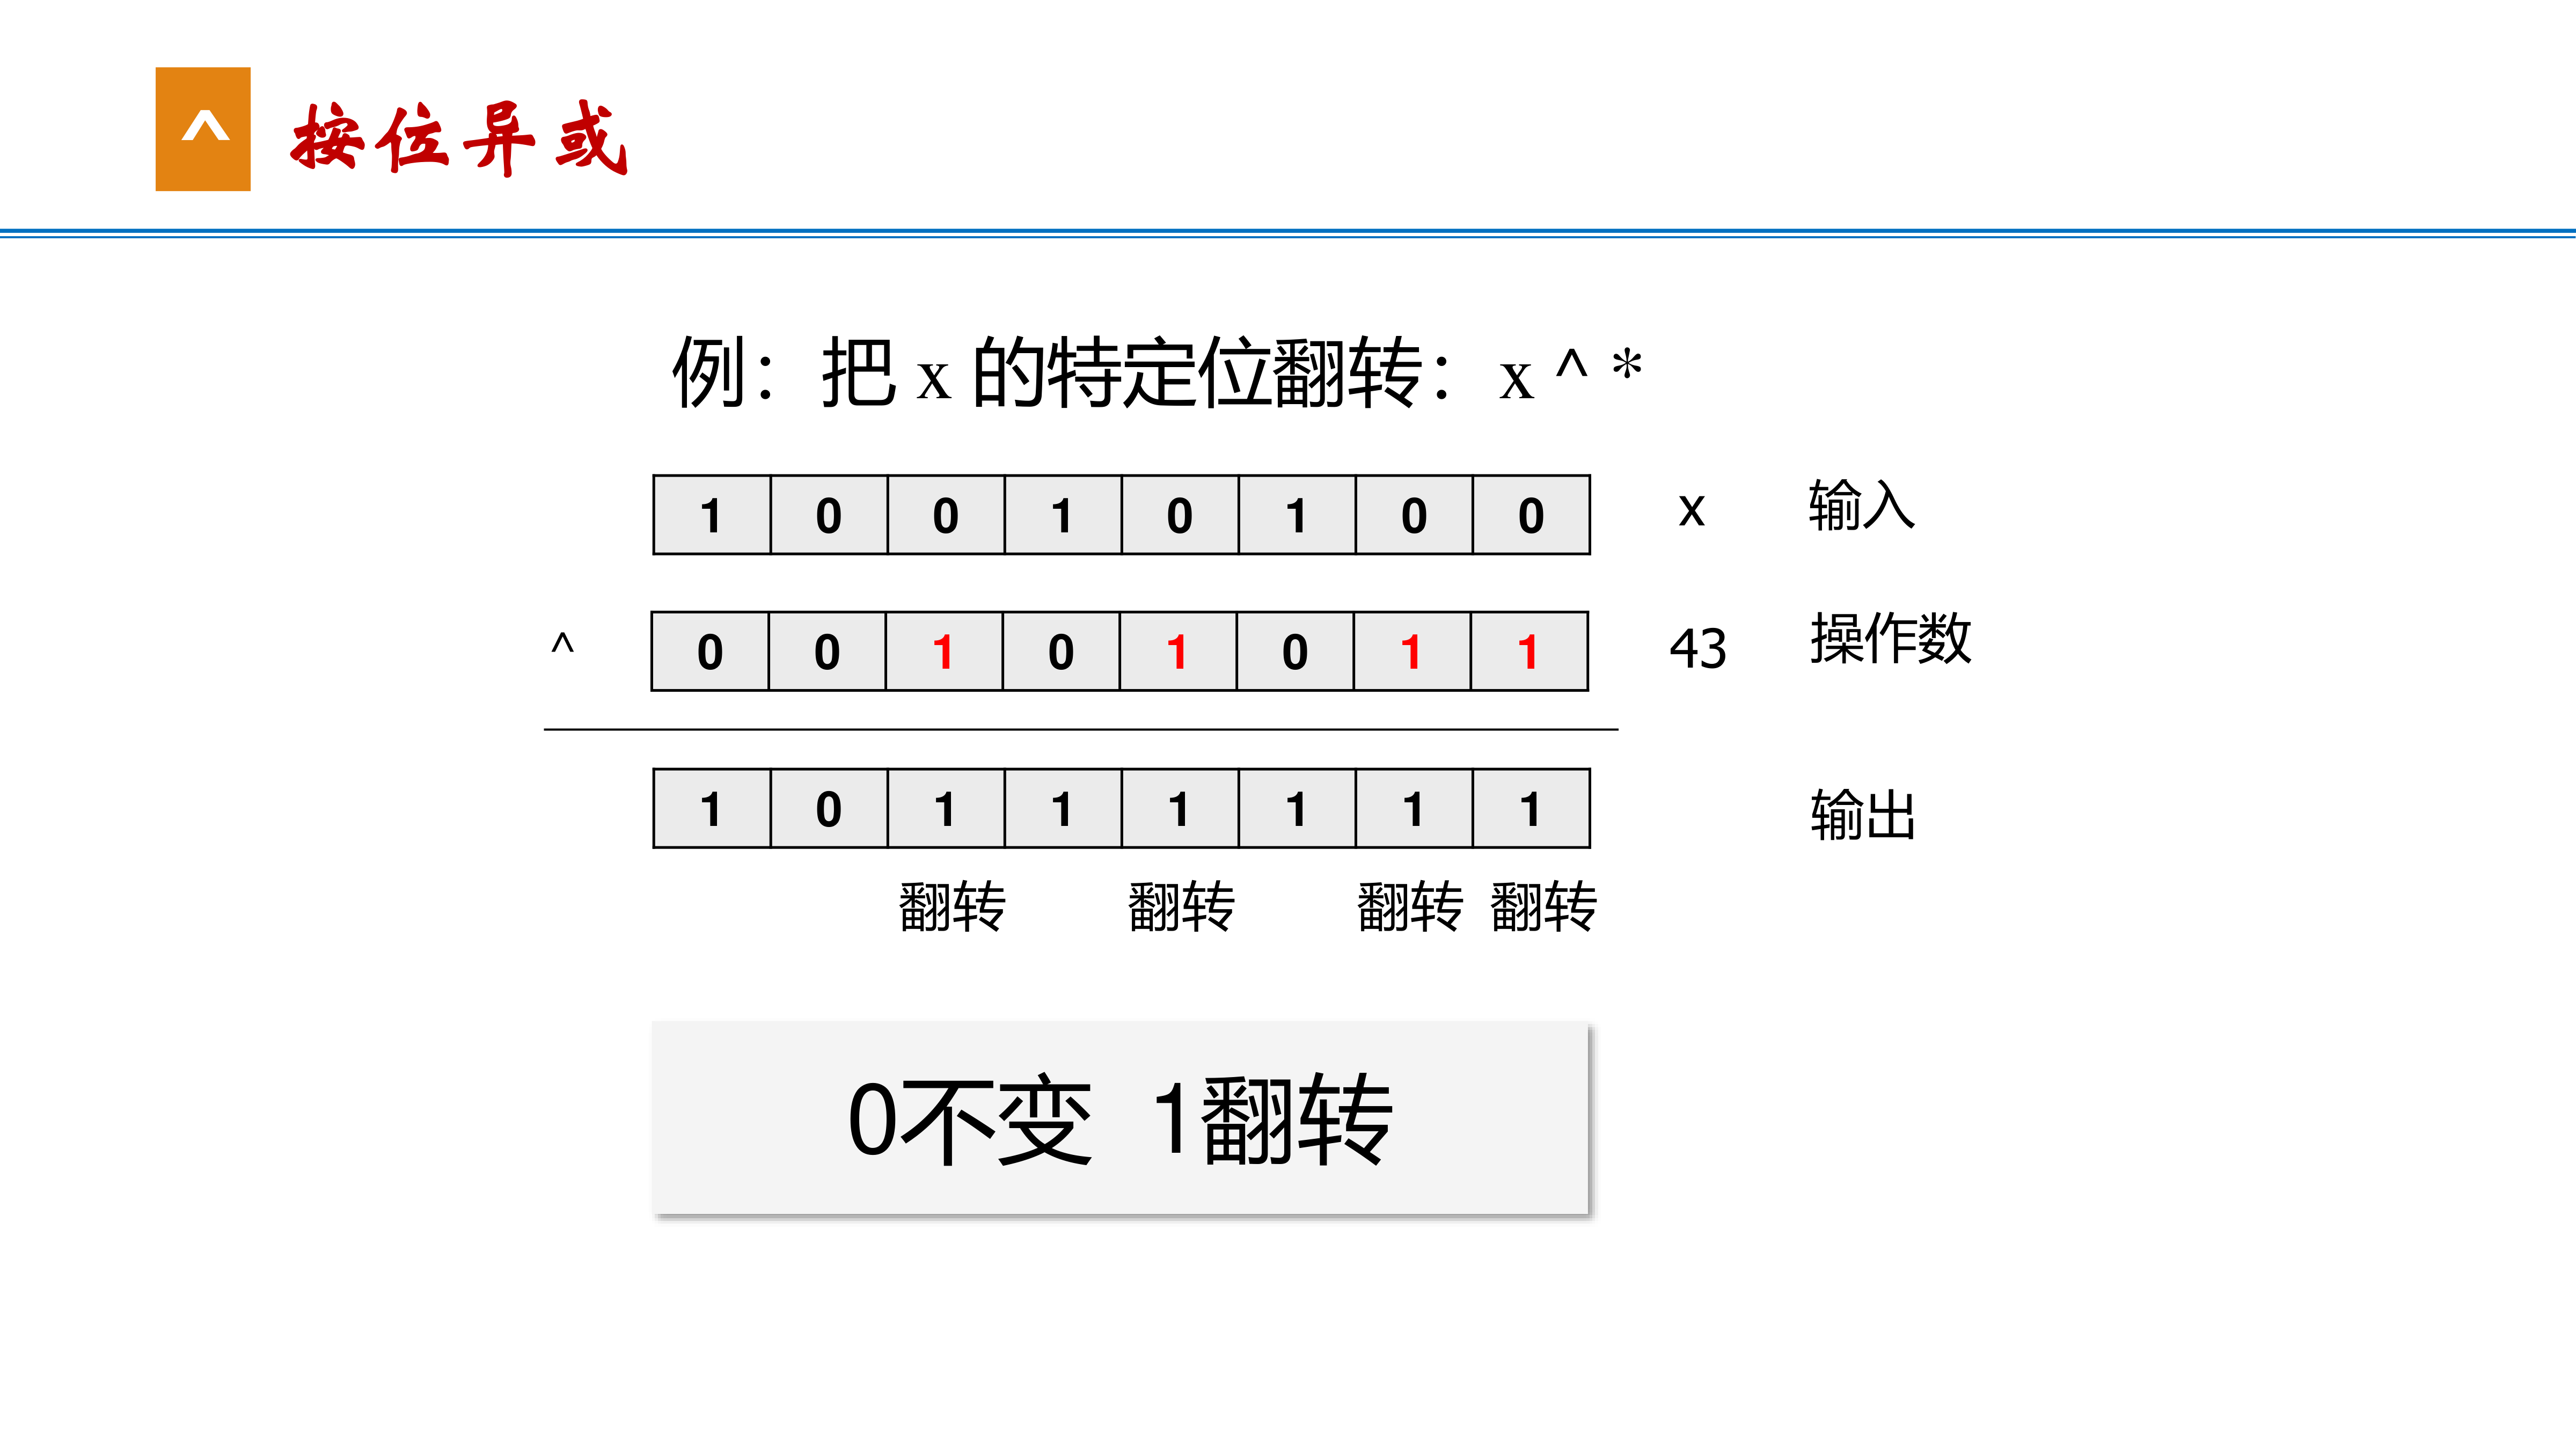 ^ 按位异或
例：把 x 的特定位翻转：x ^ *
1 0 0 1 0 1 0 0 x 输入
^ 0 0 1 0 1 0 1 1 43 操作数
1 0 1 1 1 1 1 1 输出
翻转 翻转 翻转 翻转
0不变 1翻转